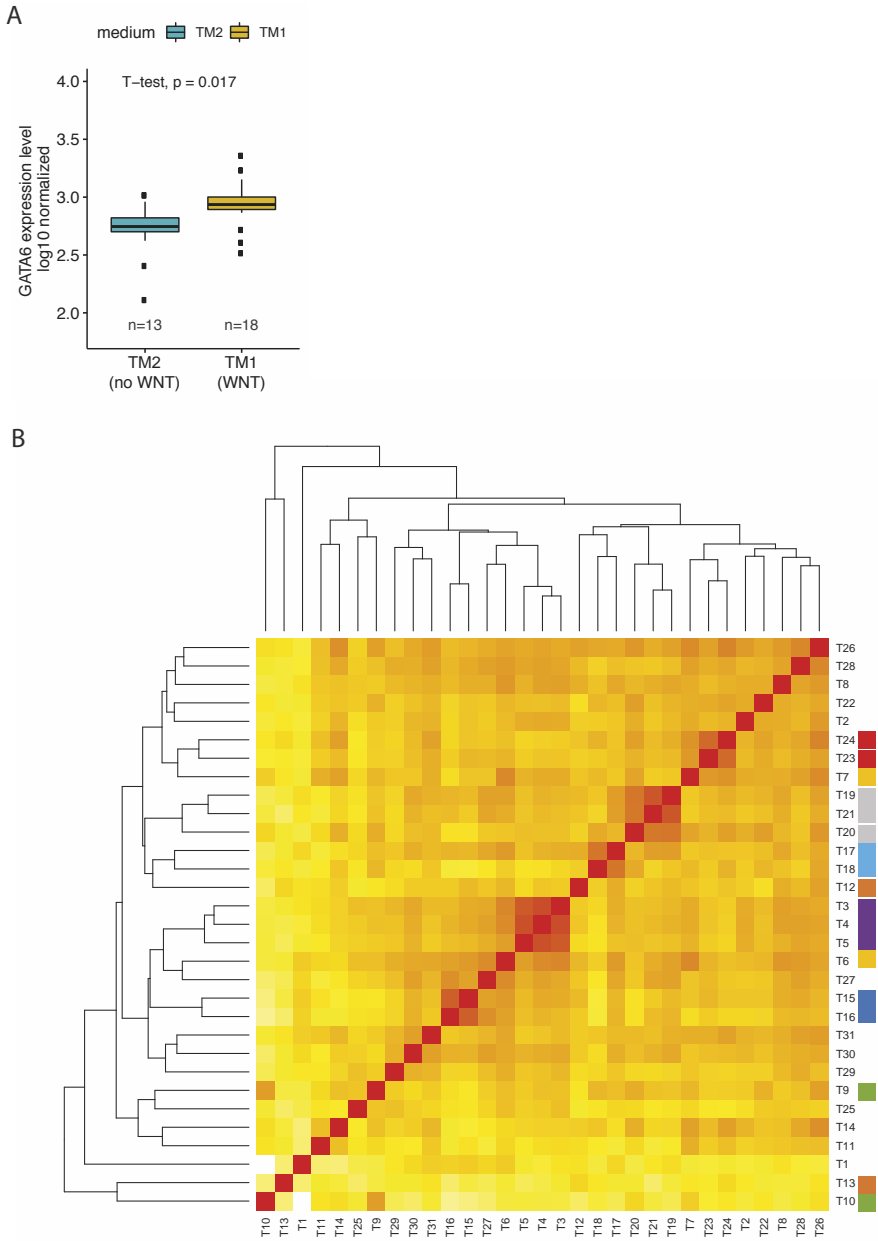 A
medium TM2 TM1
T-test, p = 0.017
GATA6 expression level
log10 normalized
4.0
3.5
3.0
2.5
2.0
n=13 n=18
TM2 TM1
(no WNT) (WNT)
B
T26
T28
T8
T22
T2
T24
T23
T7
T19
T21
T20
T17
T18
T12
T3
T4
T5
T6
T27
T15
T16
T31
T30
T29
T9
T25
T14
T11
T1
T13
T10
T10 T13 T1 T11 T14 T25 T9 T29 T30 T31 T16 T15 T27 T6 T5 T4 T3 T12 T18 T17 T20 T21 T19 T7 T23 T24 T2 T22 T8 T28 T26